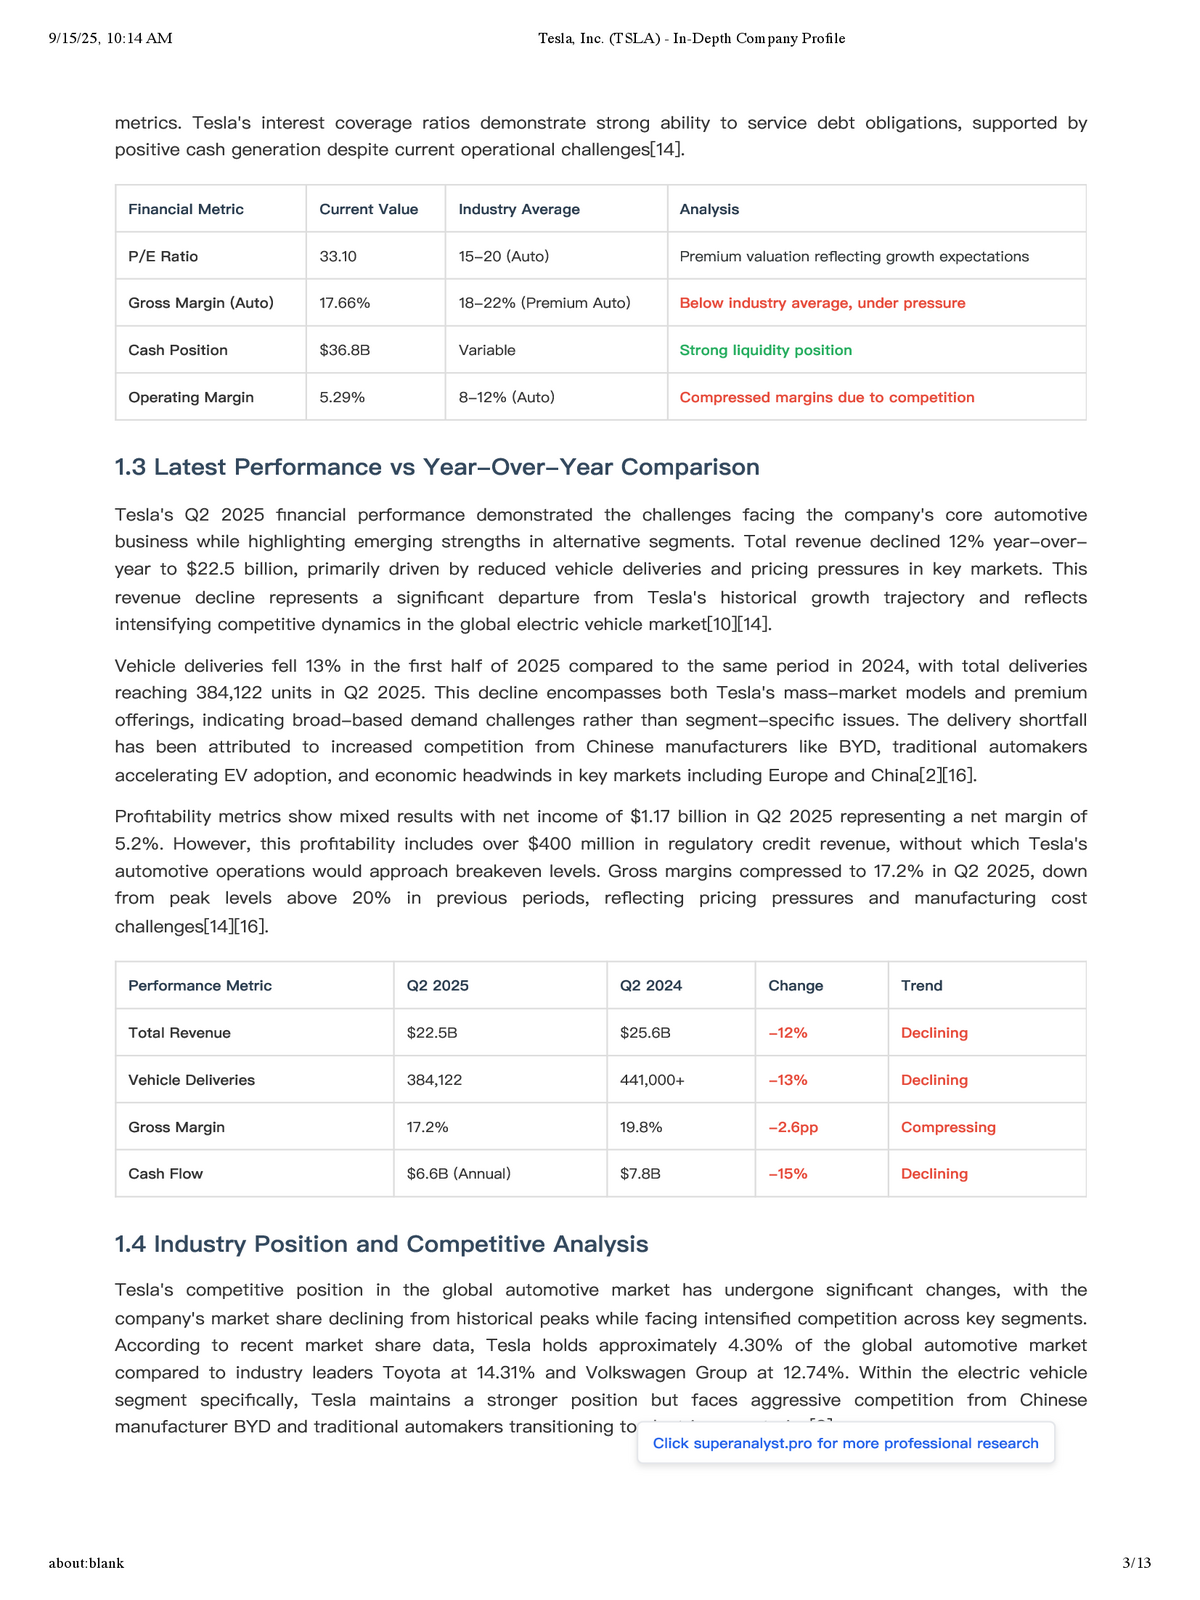 9/15/25, 10:14 AM Tesla, Inc. (TSLA) - In-Depth Company Profile
metrics. Tesla's interest coverage ratios demonstrate strong ability to service debt obligations, supported by
positive cash generation despite current operational challenges[14].
Financial Metric Current Value Industry Average Analysis
P/E Ratio 33.10 15–20 (Auto) Premium valuation reflecting growth expectations
Gross Margin (Auto) 17.66% 18–22% (Premium Auto) Below industry average, under pressure
Cash Position $36.8B Variable Strong liquidity position
Operating Margin 5.29% 8–12% (Auto) Compressed margins due to competition
1.3 Latest Performance vs Year–Over–Year Comparison
Tesla's Q2 2025 financial performance demonstrated the challenges facing the company's core automotive
business while highlighting emerging strengths in alternative segments. Total revenue declined 12% year–over–
year to $22.5 billion, primarily driven by reduced vehicle deliveries and pricing pressures in key markets. This
revenue decline represents a significant departure from Tesla's historical growth trajectory and reflects
intensifying competitive dynamics in the global electric vehicle market[10][14].
Vehicle deliveries fell 13% in the first half of 2025 compared to the same period in 2024, with total deliveries
reaching 384,122 units in Q2 2025. This decline encompasses both Tesla's mass–market models and premium
offerings, indicating broad–based demand challenges rather than segment–specific issues. The delivery shortfall
has been attributed to increased competition from Chinese manufacturers like BYD, traditional automakers
accelerating EV adoption, and economic headwinds in key markets including Europe and China[2][16].
Profitability metrics show mixed results with net income of $1.17 billion in Q2 2025 representing a net margin of
5.2%. However, this profitability includes over $400 million in regulatory credit revenue, without which Tesla's
automotive operations would approach breakeven levels. Gross margins compressed to 17.2% in Q2 2025, down
from peak levels above 20% in previous periods, reflecting pricing pressures and manufacturing cost
challenges[14][16].
Performance Metric Q2 2025 Q2 2024 Change Trend
Total Revenue $22.5B $25.6B –12% Declining
Vehicle Deliveries 384,122 441,000+ –13% Declining
Gross Margin 17.2% 19.8% –2.6pp Compressing
Cash Flow $6.6B (Annual) $7.8B –15% Declining
1.4 Industry Position and Competitive Analysis
Tesla's competitive position in the global automotive market has undergone significant changes, with the
company's market share declining from historical peaks while facing intensified competition across key segments.
According to recent market share data, Tesla holds approximately 4.30% of the global automotive market
compared to industry leaders Toyota at 14.31% and Volkswagen Group at 12.74%. Within the electric vehicle
segment specifically, Tesla maintains a stronger position but faces aggressive competition from Chinese
manufacturer BYD and traditional automakers transitioning to
Click superanalyst.pro for more professional research
about:blank 3/13